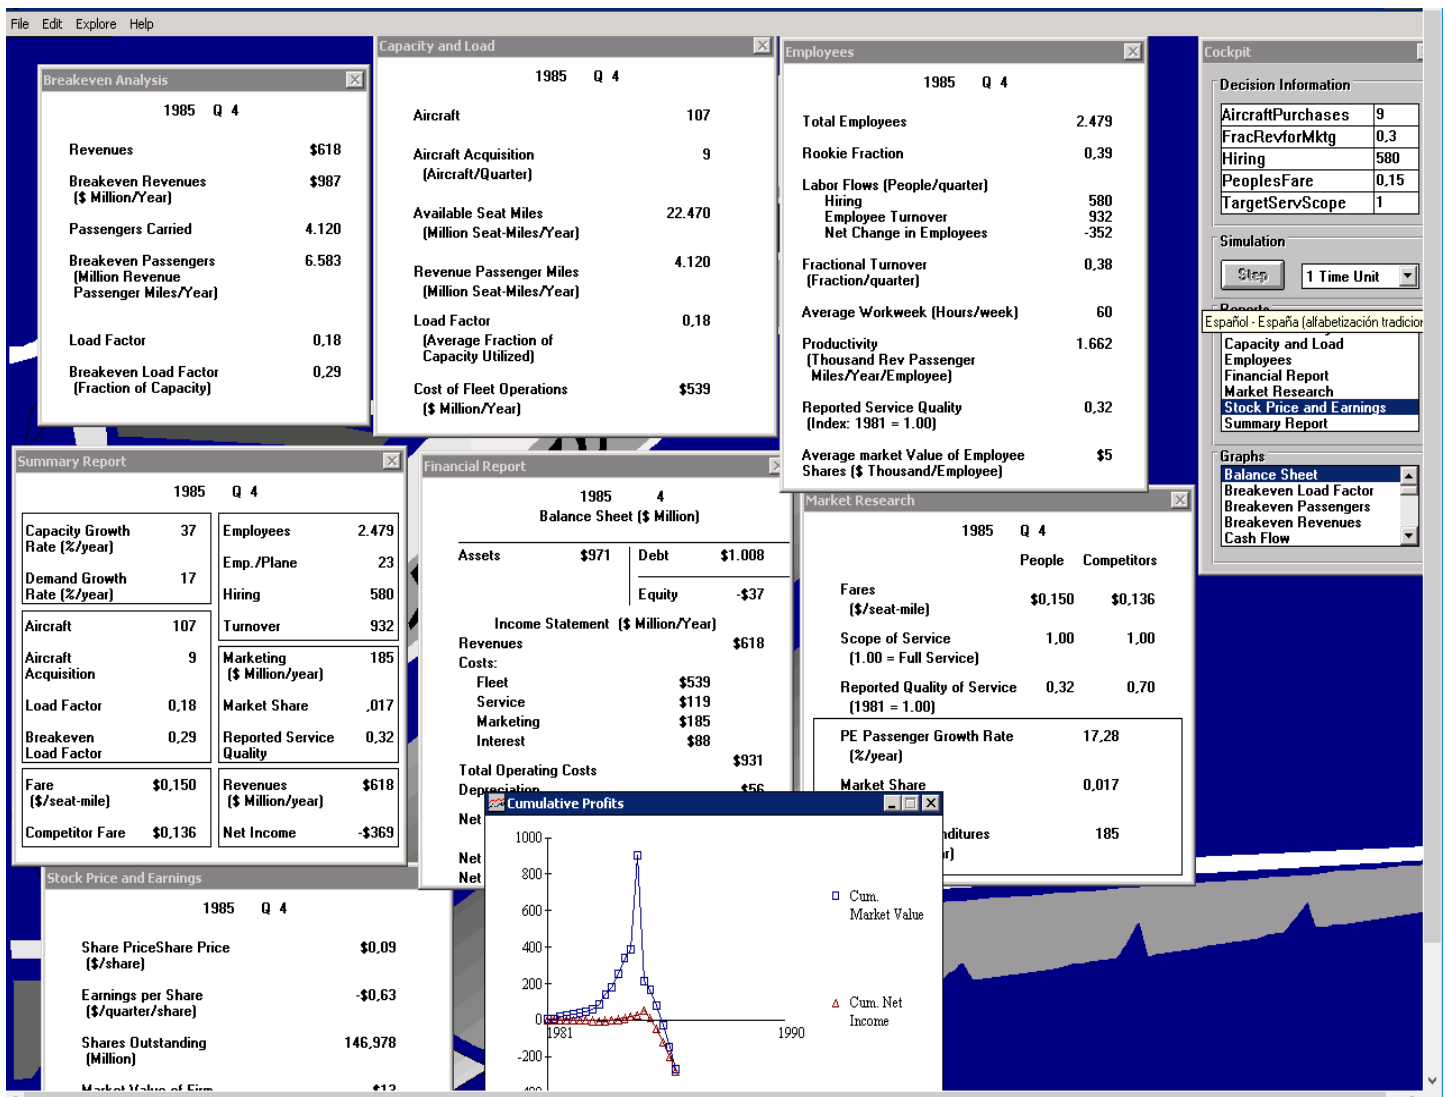 File Edit Explore Help
Breakeven Analysis
1985 Q 4
Revenues $618
Breakeven Revenues $987
($ Million/Year)
Passengers Carried 4.120
Breakeven Passengers 6.583
(Million Revenue
Passenger Miles/Year)
Load Factor 0,18
Breakeven Load Factor 0,29
(Fraction of Capacity)
Capacity and Load
1985 Q 4
Aircraft 107
Aircraft Acquisition 9
(Aircraft/Quarter)
Available Seat Miles 22.470
(Million Seat-Miles/Year)
Revenue Passenger Miles 4.120
(Million Seat-Miles/Year)
Load Factor 0,18
(Average Fraction of
Capacity Utilized)
Cost of Fleet Operations $539
($ Million/Year)
Employees
1985 Q 4
Total Employees 2.479
Rookie Fraction 0,39
Labor Flows (People/quarter)
Hiring 580
Employee Turnover 932
Net Change in Employees -352
Fractional Turnover 0,38
(Fraction/quarter)
Average Workweek (Hours/week) 60
Productivity 1.662
(Thousand Rev Passenger
Miles/Year/Employee)
Reported Service Quality 0,32
(Index: 1981 = 1.00)
Average market Value of Employee $5
Shares ($ Thousand/Employee)
Cockpit
Decision Information
AircraftPurchases 9
FracRevforMktg 0,3
Hiring 580
PeoplesFare 0,15
TargetServScope 1
Simulation
Step 1 Time Unit
Reports
Español - España (alfabetización tradicion
Capacity and Load
Employees
Financial Report
Market Research
Stock Price and Earnings
Summary Report
Graphs
Balance Sheet
Breakeven Load Factor
Breakeven Passengers
Breakeven Revenues
Cash Flow
Summary Report
1985 Q 4
Capacity Growth 37
Rate (%/year)
Demand Growth 17
Rate (%/year)
Aircraft 107
Aircraft 9
Acquisition
Load Factor 0,18
Breakeven 0,29
Load Factor
Fare $0,150
($/seat-mile)
Competitor Fare $0,136
Employees 2.479
Emp./Plane 23
Hiring 580
Turnover 932
Marketing 185
($ Million/year)
Market Share ,017
Reported Service 0,32
Quality
Revenues $618
($ Million/year)
Net Income -$369
Financial Report
1985 4
Balance Sheet ($ Million)
Assets $971 Debt $1.008
Equity -$37
Income Statement ($ Million/Year)
Revenues $618
Costs:
Fleet $539
Service $119
Marketing $185
Interest $88
Total Operating Costs $931
Depreciation $56
Net
Net
Net
Market Research
1985 Q 4
People Competitors
Fares $0,150 $0,136
($/seat-mile)
Scope of Service 1,00 1,00
(1.00 = Full Service)
Reported Quality of Service 0,32 0,70
(1981 = 1.00)
PE Passenger Growth Rate 17,28
(%/year)
Market Share 0,017
nditures 185
r)
Stock Price and Earnings
1985 Q 4
Share PriceShare Price $0,09
($/share)
Earnings per Share -$0,63
($/quarter/share)
Shares Outstanding 146,978
(Million)
Market Value of Firm $13
Cumulative Profits
1000
800
600
400
200
0
-200
-400
1981 1990
Cum.
Market Value
Cum. Net
Income